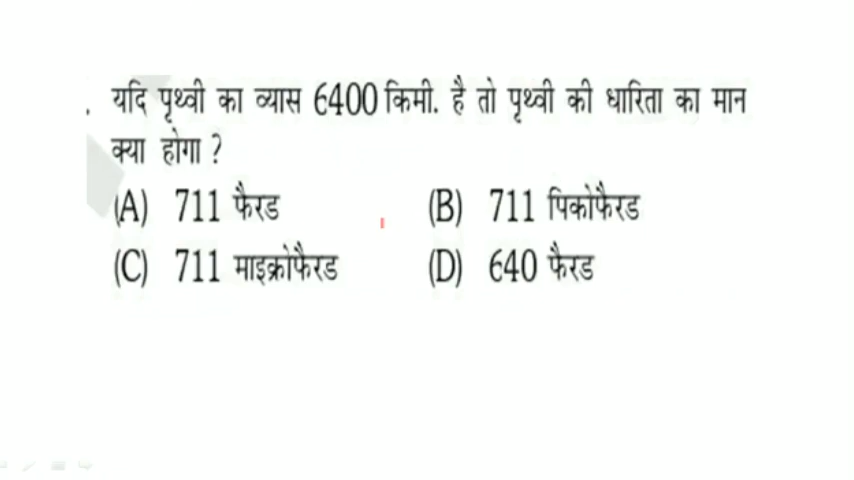 . यदि पृथ्वी का व्यास 6400 किमी. है तो पृथ्वी की धारिता का मान
क्या होगा ?
(A) 711 फैरड (B) 711 पिकोफैरड
(C) 711 माइक्रोफैरड (D) 640 फैरड